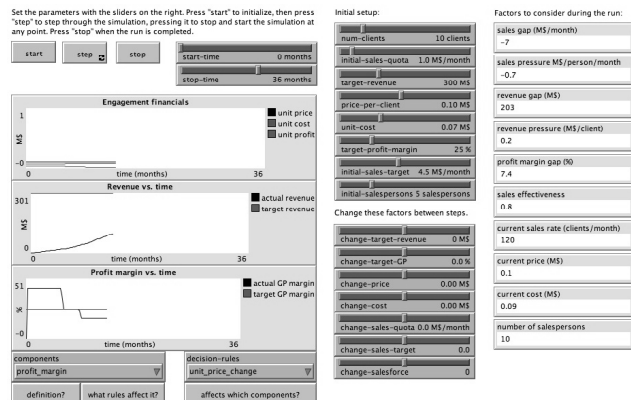 Set the parameters with the sliders on the right. Press "start" to initialize, then press
"step" to step through the simulation, pressing it to stop and start the simulation at
any point. Press "stop" when the run is completed.
start
step
stop
start-time 0 months
stop-time 36 months
Engagement financials
1
M$
-0
0
time (months)
36
unit price
unit cost
unit profit
Revenue vs. time
301
M$
0
0
time (months)
36
actual revenue
target revenue
Profit margin vs. time
51
%
-0
0
time (months)
36
actual GP margin
target GP margin
components
profit_margin
decision-rules
unit_price_change
definition?
what rules affect it?
affects which components?
Initial setup:
num-clients 10 clients
initial-sales-quota 1.0 M$/month
target-revenue 300 M$
price-per-client 0.10 M$
unit-cost 0.07 M$
target-profit-margin 25 %
initial-sales-target 4.5 M$/month
initial-salespersons 5 salespersons
Change these factors between steps.
change-target-revenue 0 M$
change-target-GP 0.0 %
change-price 0.00 M$
change-cost 0.00 M$
change-sales-quota 0.0 M$/month
change-sales-target 0.0
change-salesforce 0
Factors to consider during the run:
sales gap (M$/month)
-7
sales pressure M$/person/month
-0.7
revenue gap (M$)
203
revenue pressure (M$/client)
0.2
profit margin gap (%)
7.4
sales effectiveness
0.8
current sales rate (clients/month)
120
current price (M$)
0.1
current cost (M$)
0.09
number of salespersons
10